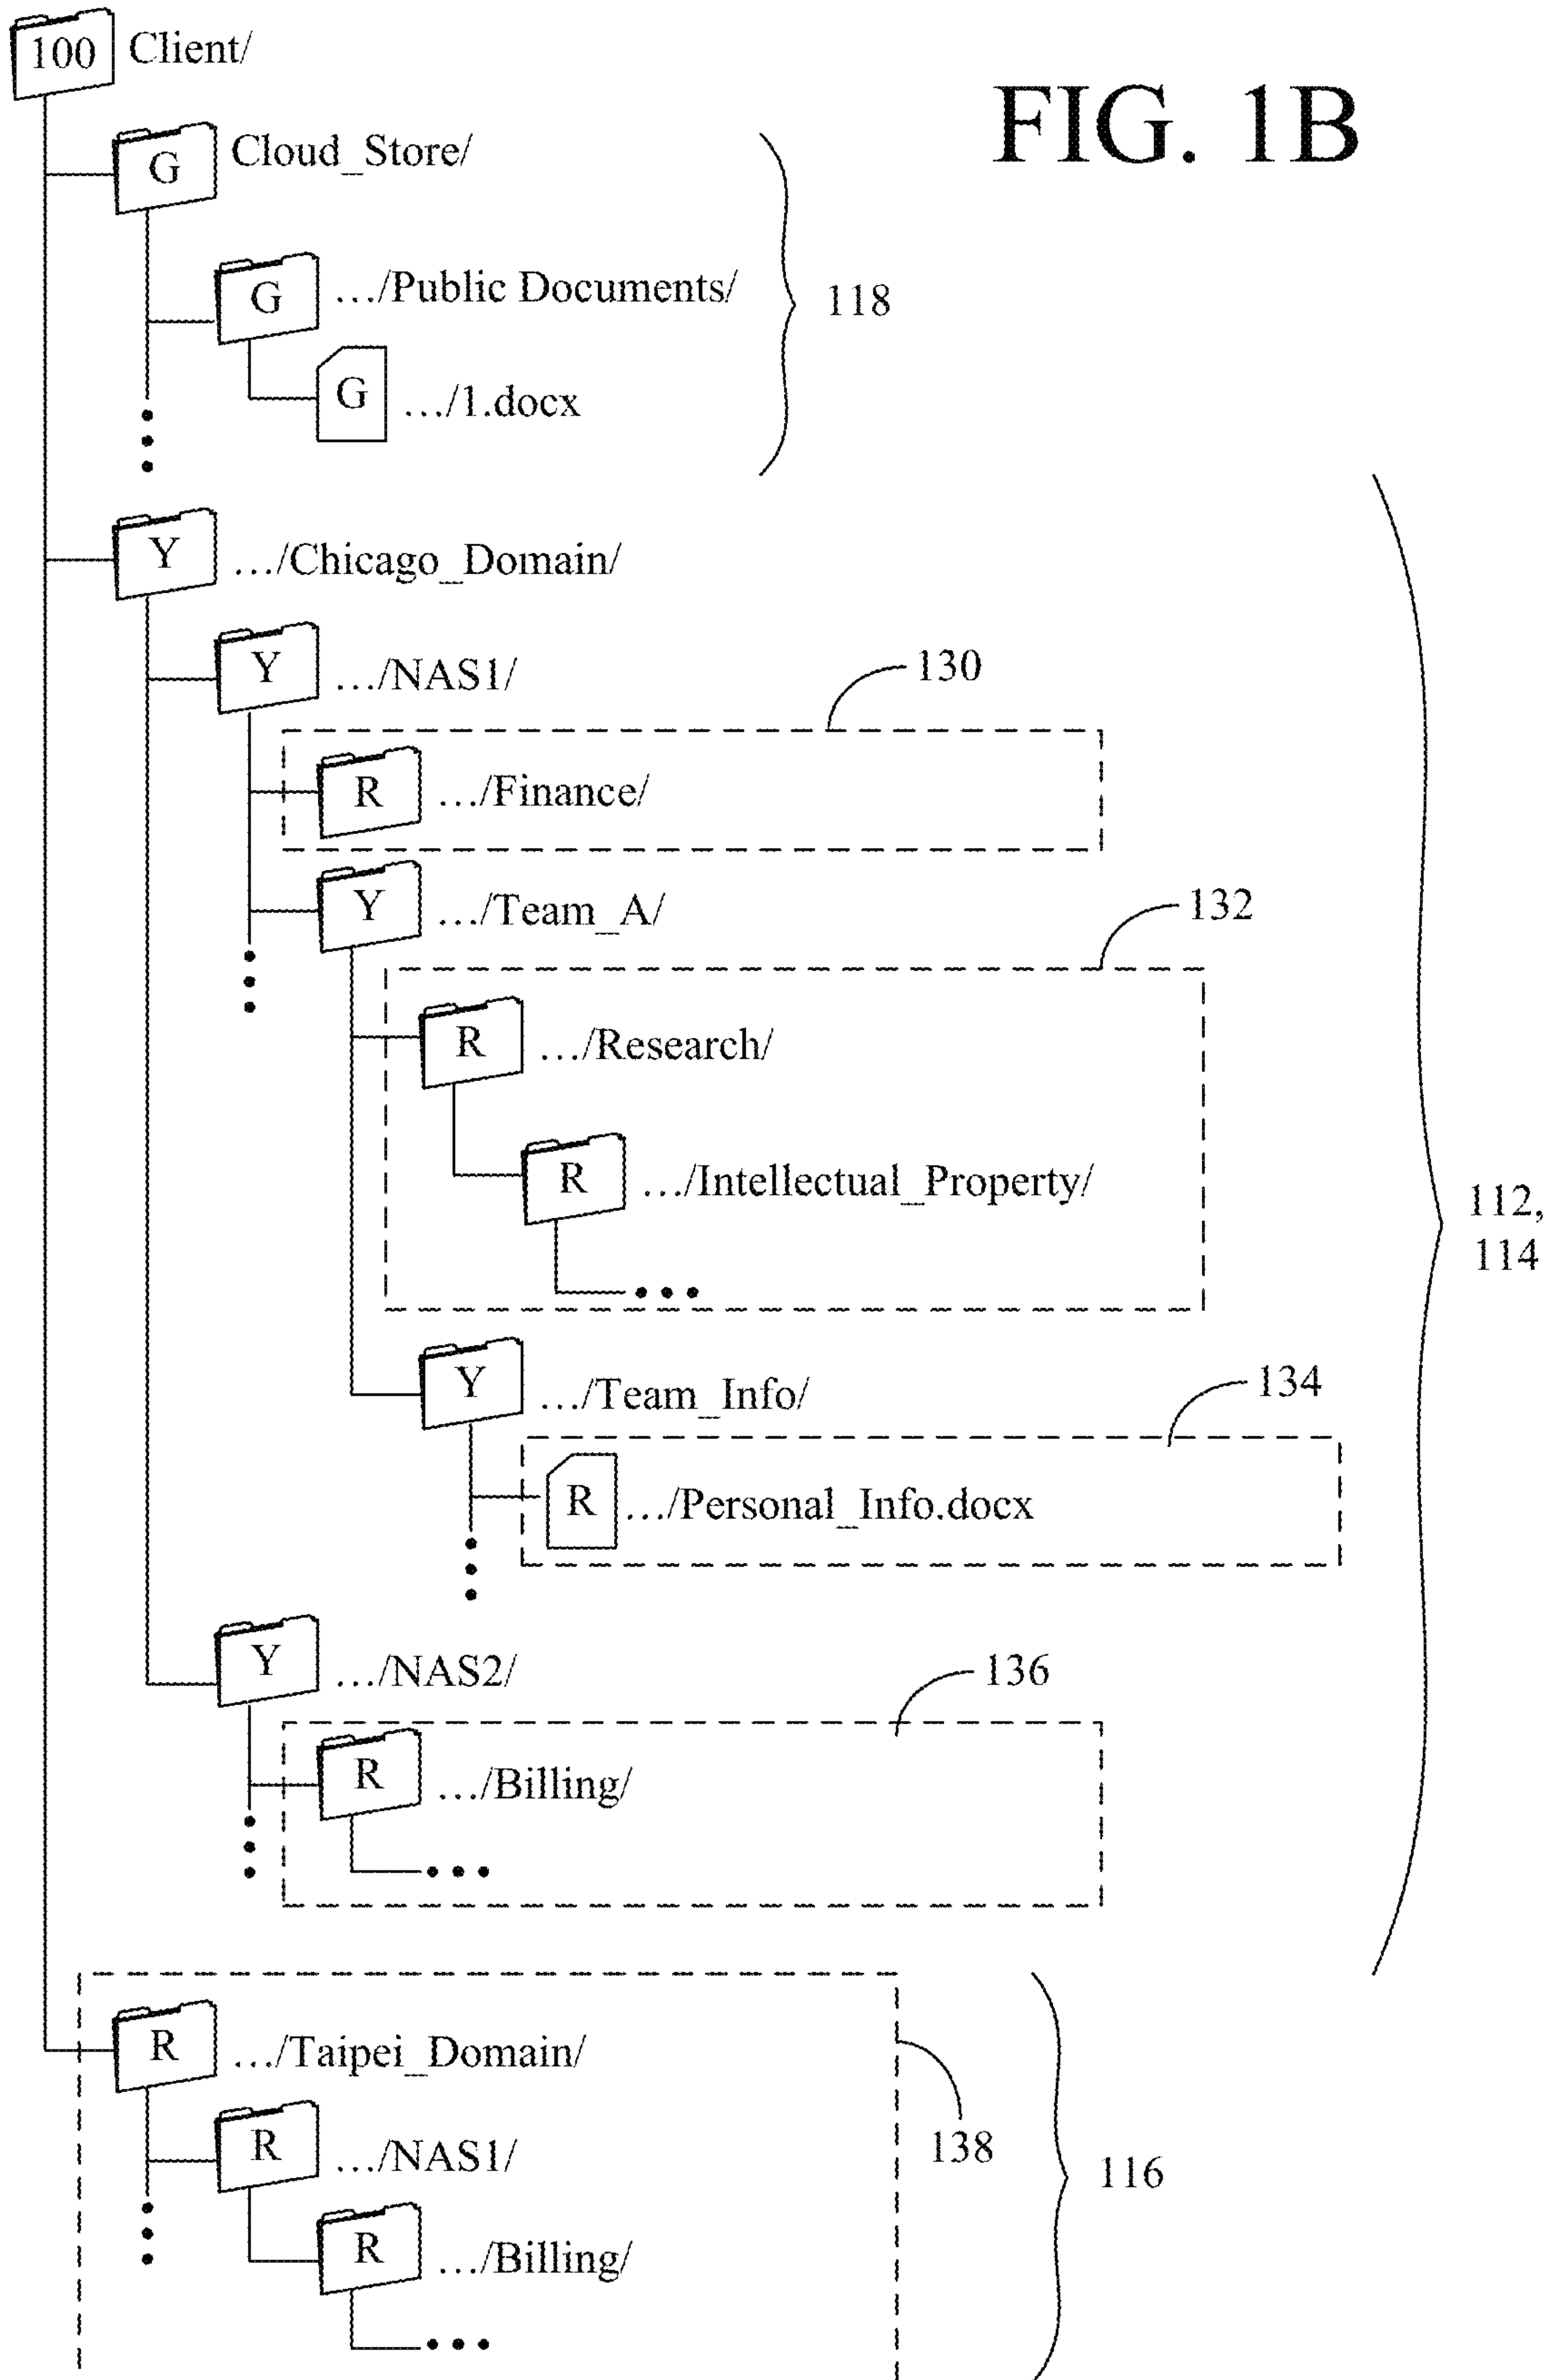 100 Client/
FIG. 1B
G Cloud_Store/
G …/Public Documents/
118
G …/1.docx
Y …/Chicago_Domain/
Y …/NAS1/
130
R …/Finance/
Y …/Team_A/
132
R …/Research/
R …/Intellectual_Property/
112,
114
Y …/Team_Info/
134
R …/Personal_Info.docx
Y …/NAS2/
136
R …/Billing/
R …/Taipei_Domain/
138
R …/NAS1/
116
R …/Billing/